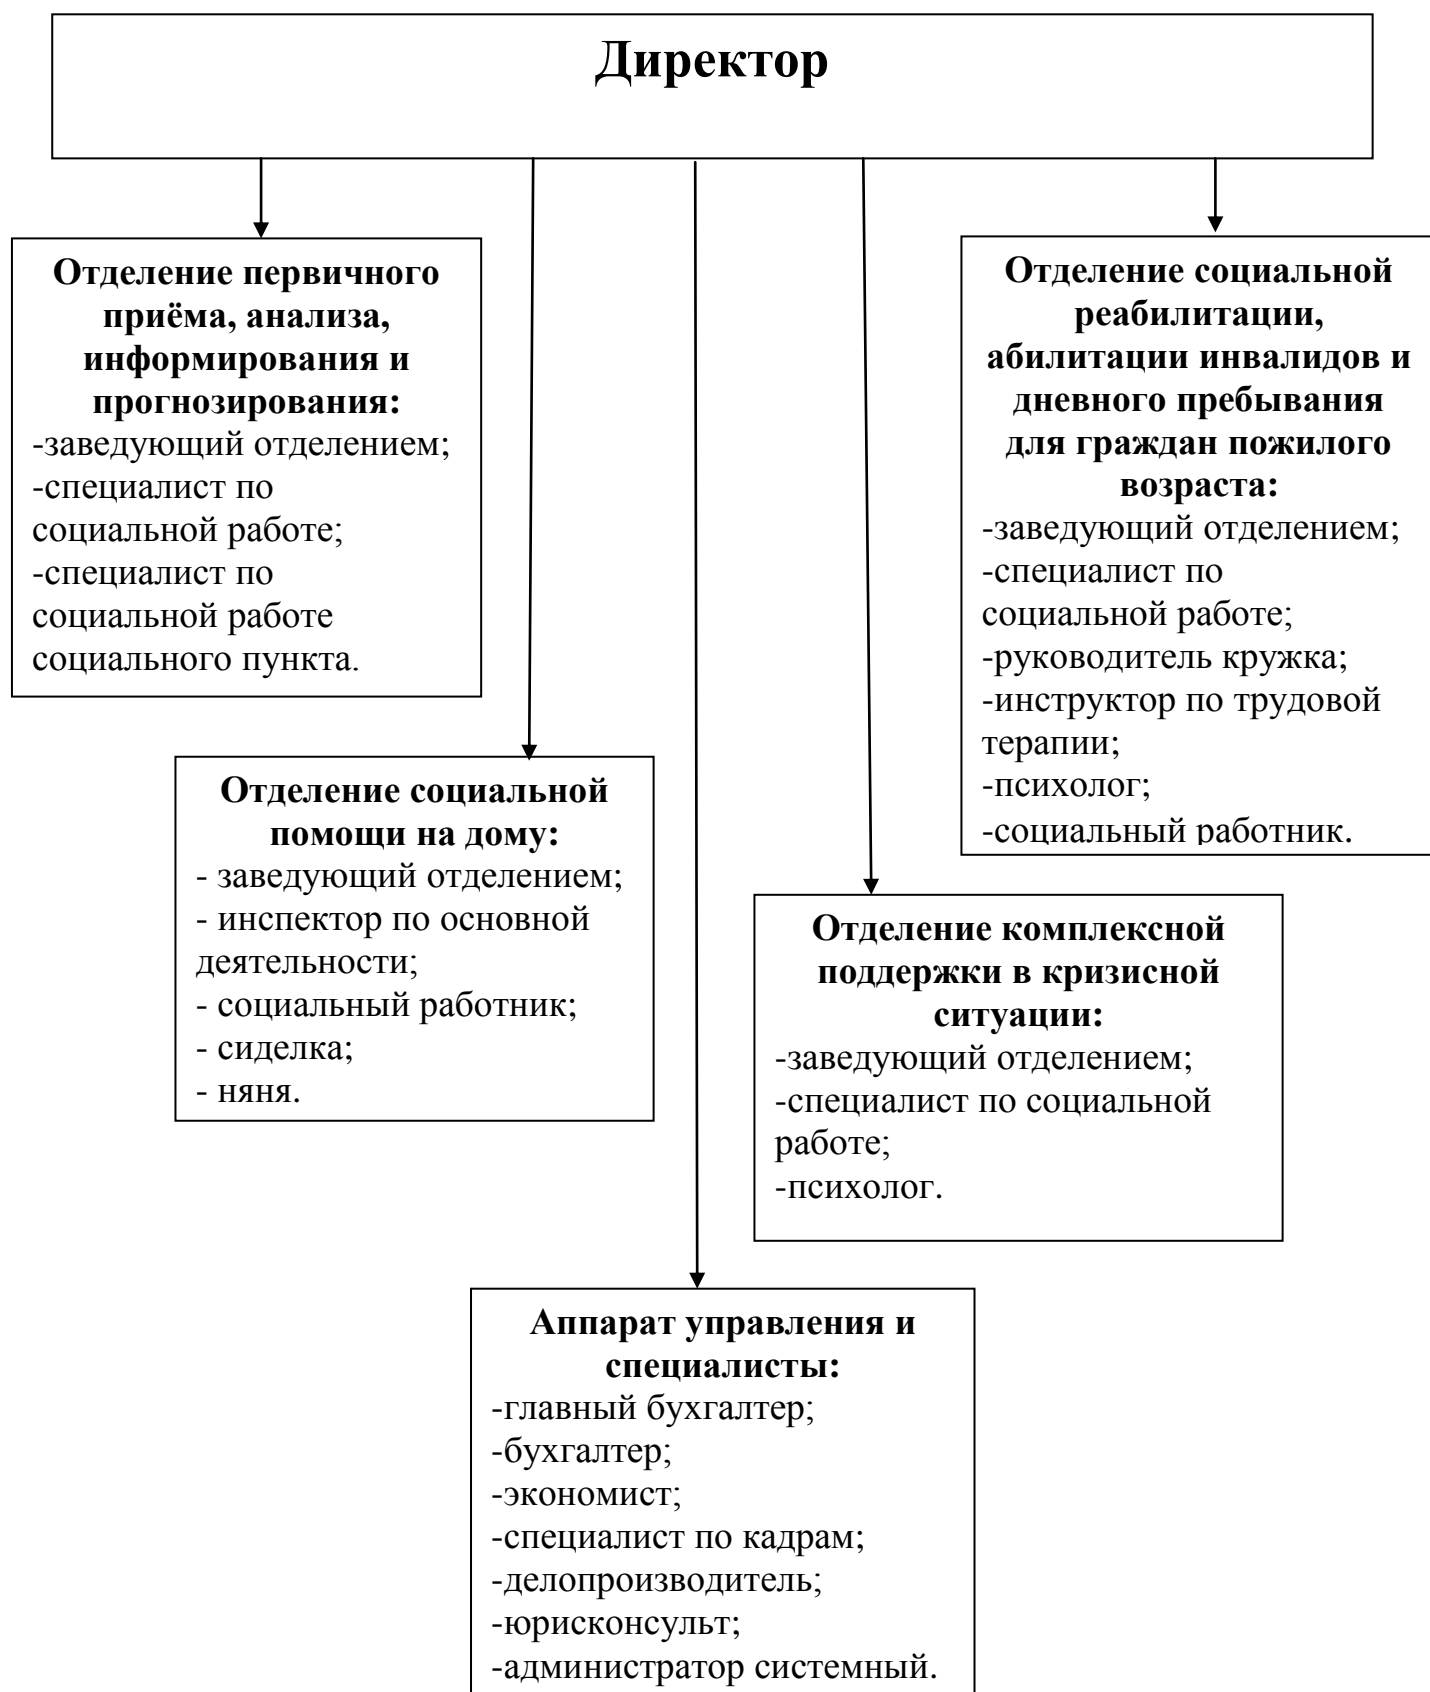 Директор
Отделение первичного
приёма, анализа,
информирования и
прогнозирования:
-заведующий отделением;
-специалист по
социальной работе;
-специалист по
социальной работе
социального пункта.
Отделение социальной
реабилитации,
абилитации инвалидов и
дневного пребывания
для граждан пожилого
возраста:
-заведующий отделением;
-специалист по
социальной работе;
-руководитель кружка;
-инструктор по трудовой
терапии;
-психолог;
-социальный работник.
Отделение социальной
помощи на дому:
- заведующий отделением;
- инспектор по основной
деятельности;
- социальный работник;
- сиделка;
- няня.
Отделение комплексной
поддержки в кризисной
ситуации:
-заведующий отделением;
-специалист по социальной
работе;
-психолог.
Аппарат управления и
специалисты:
-главный бухгалтер;
-бухгалтер;
-экономист;
-специалист по кадрам;
-делопроизводитель;
-юрисконсульт;
-администратор системный.